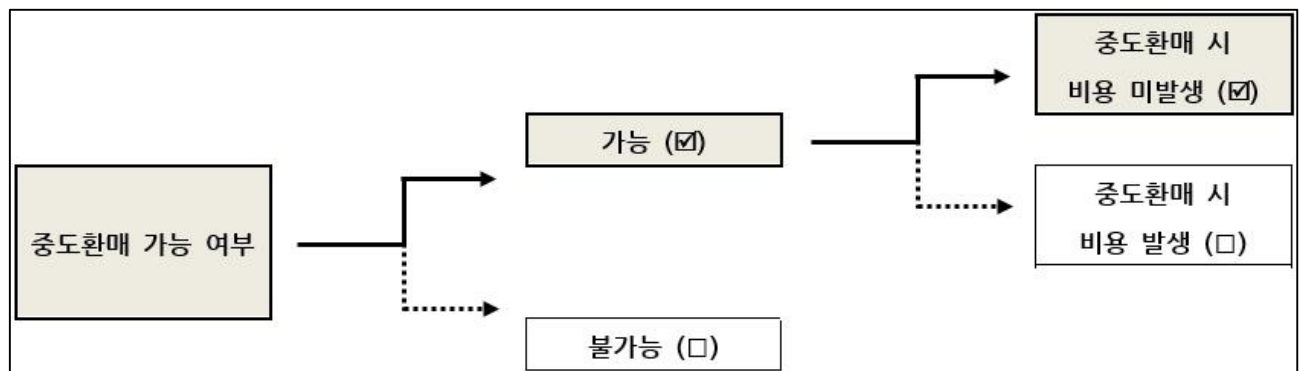 중도환매 가능 여부
가능 (☑)
불가능 (□)
중도환매 시
비용 미발생 (☑)
중도환매 시
비용 발생 (□)